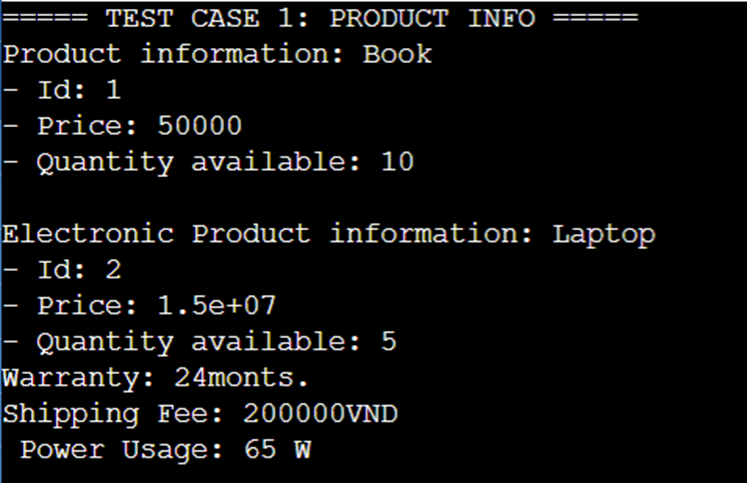 ===== TEST CASE 1: PRODUCT INFO =====
Product information: Book
- Id: 1
- Price: 50000
- Quantity available: 10
Electronic Product information: Laptop
- Id: 2
- Price: 1.5e+07
- Quantity available: 5
Warranty: 24monts.
Shipping Fee: 200000VND
Power Usage: 65 W